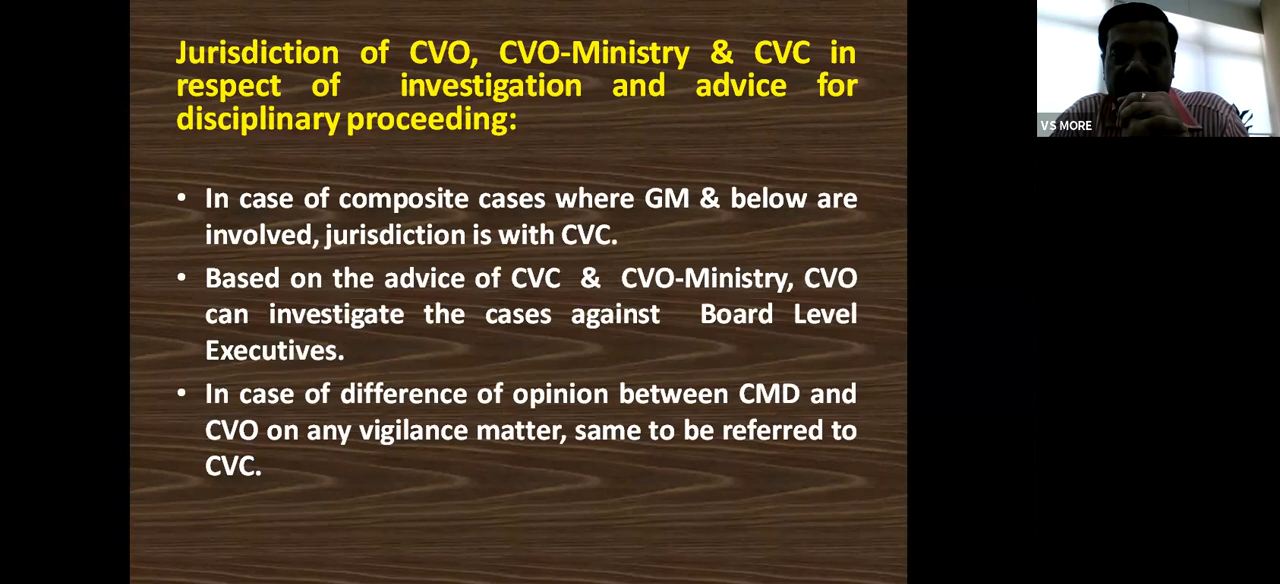 Jurisdiction of CVO, CVO-Ministry & CVC in
respect of investigation and advice for
disciplinary proceeding:
• In case of composite cases where GM & below are
involved, jurisdiction is with CVC.
• Based on the advice of CVC & CVO-Ministry, CVO
can investigate the cases against Board Level
Executives.
• In case of difference of opinion between CMD and
CVO on any vigilance matter, same to be referred to
CVC.
V S MORE